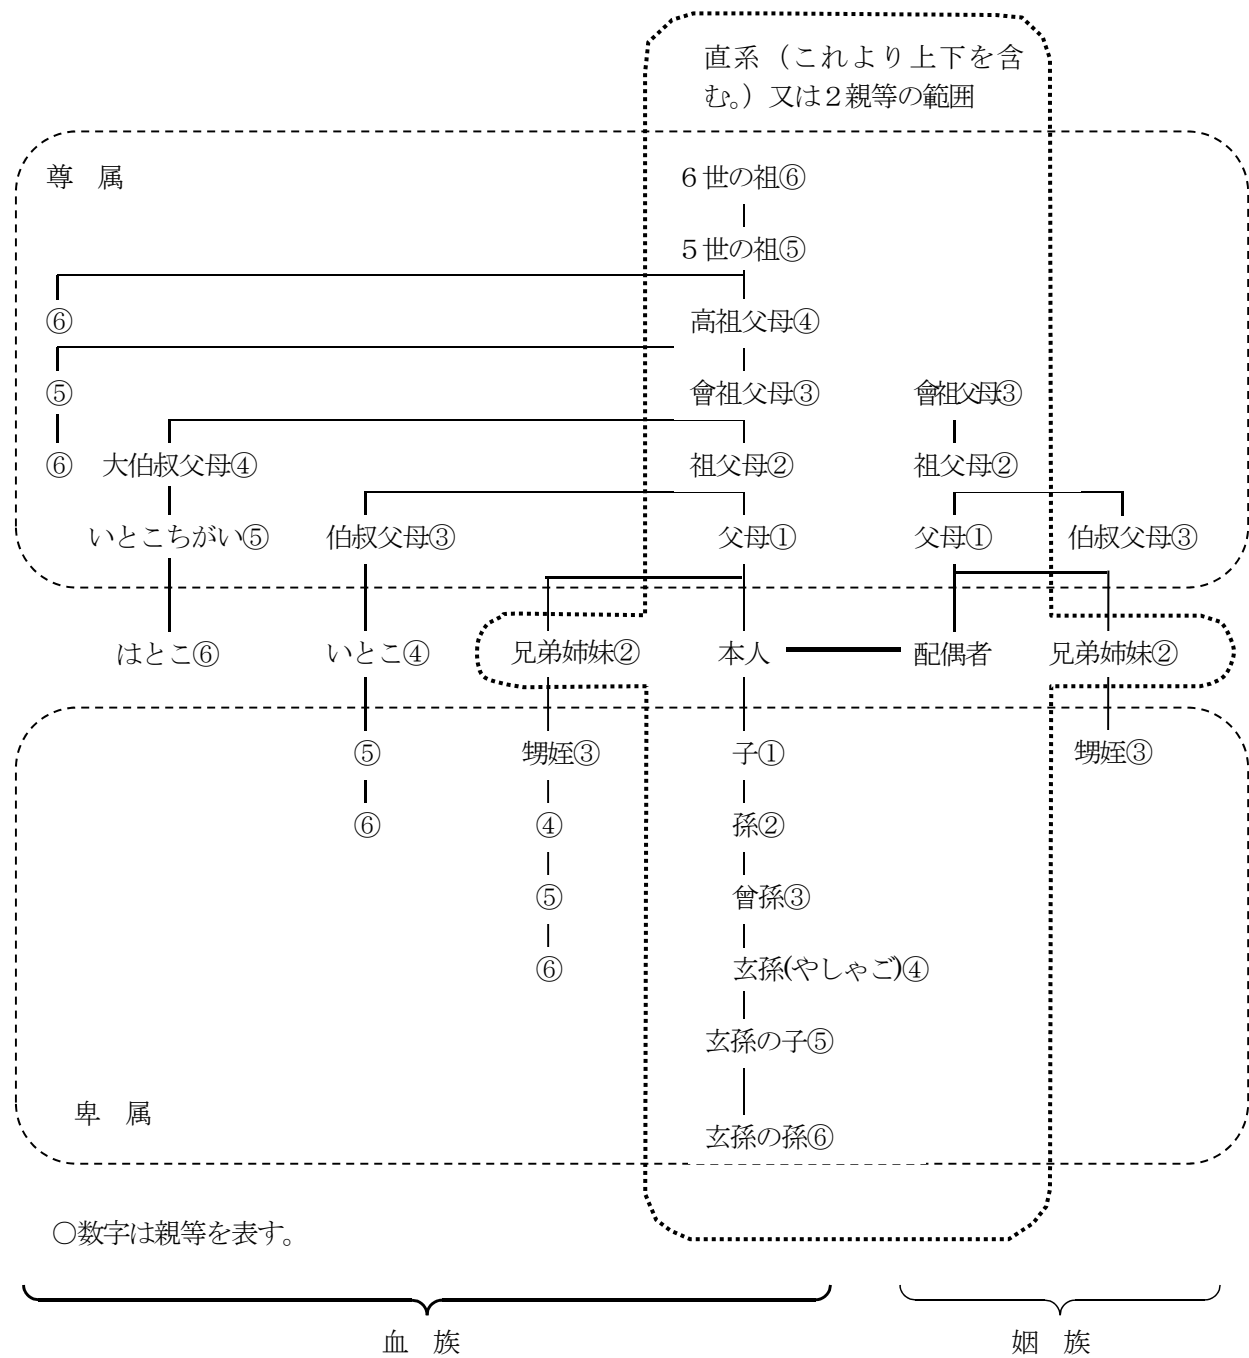 直系（これより上下を含
む。）又は２親等の範囲
尊　属
６世の祖⑥
５世の祖⑤
⑥
高祖父母④
⑤
曾祖父母③
曾祖父母③
⑥
大伯叔父母④
祖父母②
祖父母②
いとこちがい⑤
伯叔父母③
父母①
父母①
伯叔父母③
はとこ⑥
いとこ④
兄弟姉妹②
本人
配偶者
兄弟姉妹②
⑤
甥姪③
子①
甥姪③
⑥
④
孫②
⑤
曾孫③
⑥
玄孫(やしゃご)④
玄孫の子⑤
卑　属
玄孫の孫⑥
○数字は親等を表す。
血　族
姻　族